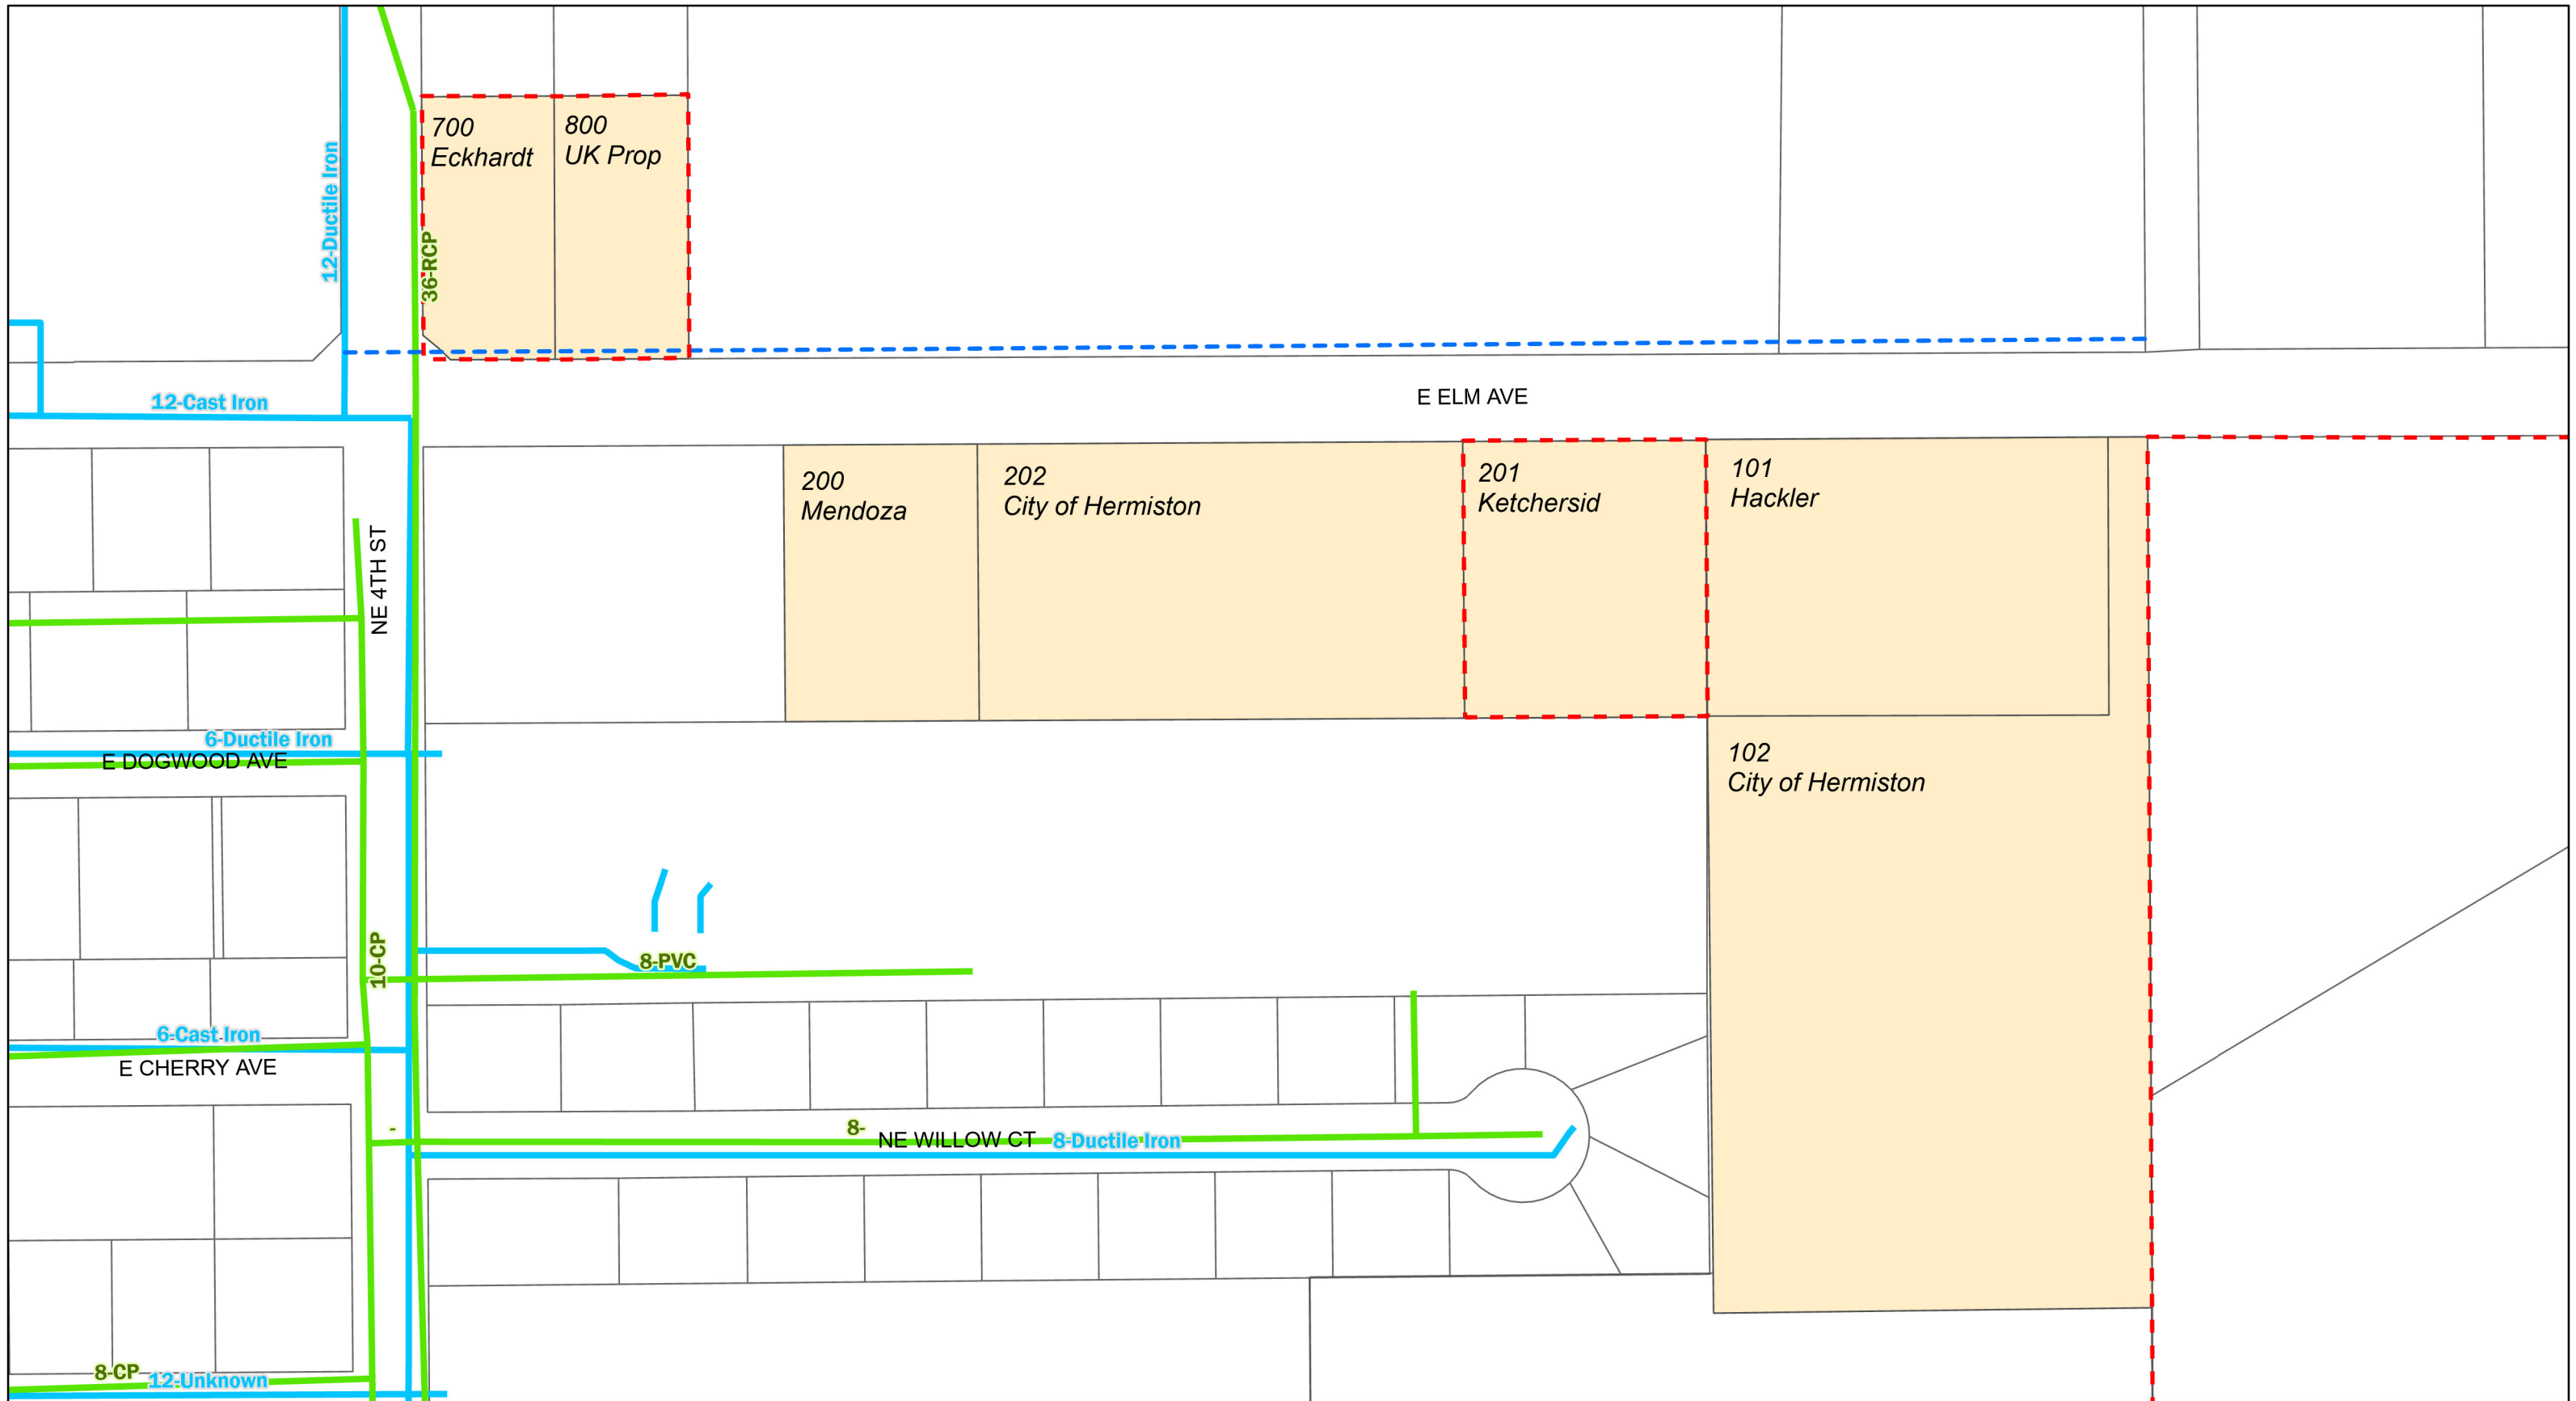 700
Eckhardt
800
UK Prop
12-Ductile Iron
36-RCP
12-Cast Iron
E ELM AVE
200
Mendoza
202
City of Hermiston
201
Ketchersid
101
Hackler
NE 4TH ST
6-Ductile Iron
E DOGWOOD AVE
102
City of Hermiston
10-CP
8-PVC
6-Cast Iron
E CHERRY AVE
-
8-
NE WILLOW CT
8-Ductile Iron
8-CP
12-Unknown